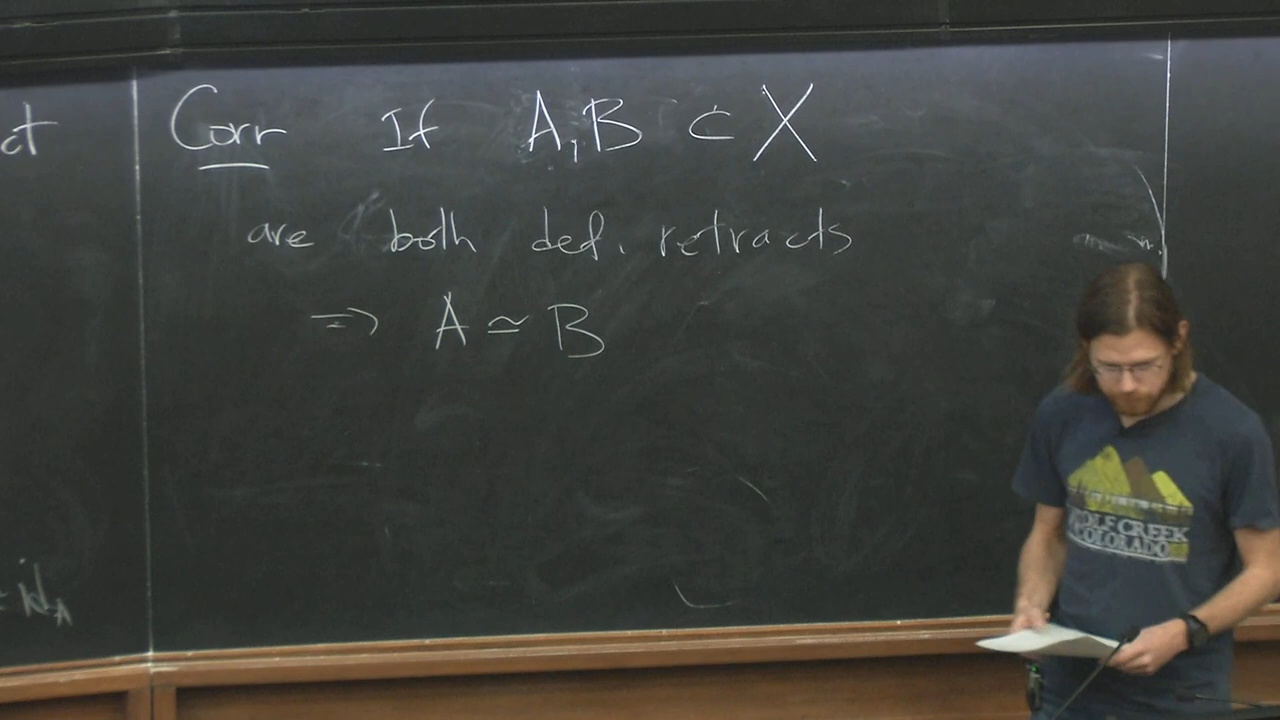 ct
Corr If A, B ⊂ X
are both def. retracts
⇒ A ≃ B
= id_A
WOLF CREEK
COLORADO